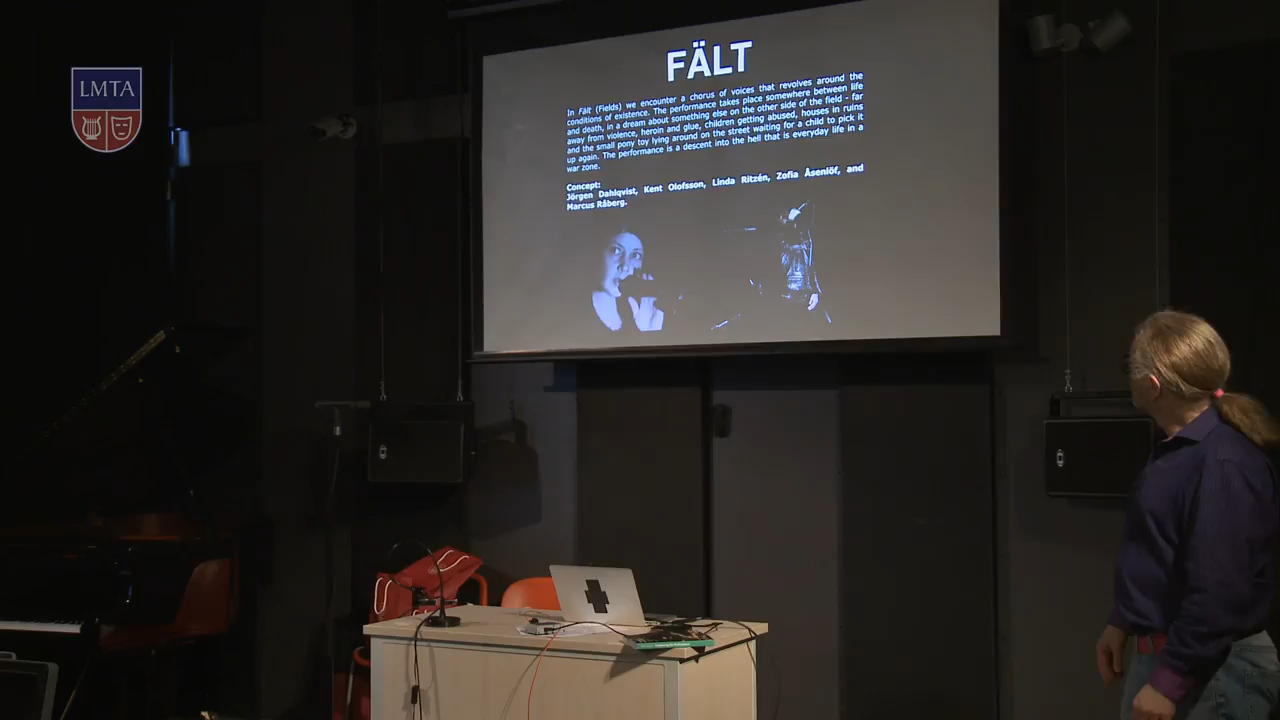 LMTA
FÄLT
In Fält (Fields) we encounter a chorus of voices that revolves around the
conditions of existence. The performance takes place somewhere between life
and death, in a dream about something else on the other side of the field - far
away from violence, heroin and glue, children getting abused, houses in ruins
and the small pony toy lying around on the street waiting for a child to pick it
up again. The performance is a descent into the hell that is everyday life in a
war zone.
Concept:
Jörgen Dahlqvist, Kent Olofsson, Linda Ritzén, Zofia Åsenlöf, and
Marcus Råberg.